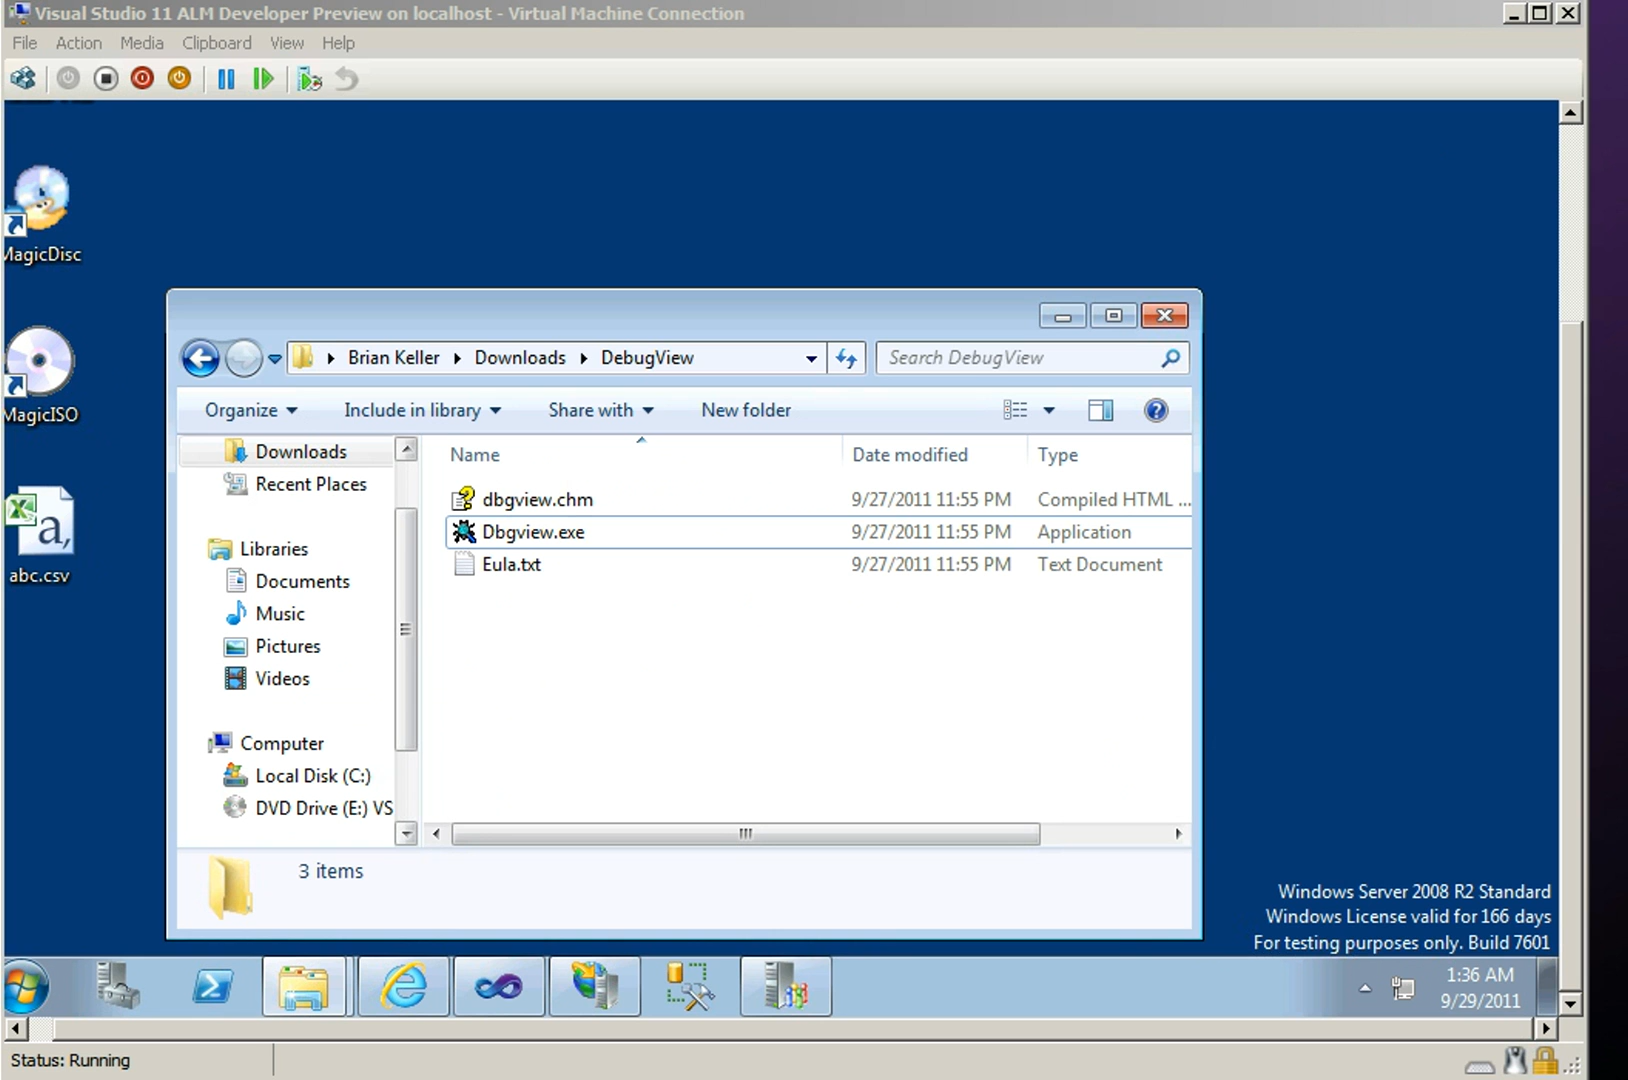 Visual Studio 11 ALM Developer Preview on localhost - Virtual Machine Connection
File Action Media Clipboard View Help
MagicDisc
MagicISO
abc.csv
Brian Keller Downloads DebugView Search DebugView
Organize Include in library Share with New folder
Downloads
Recent Places
Libraries
Documents
Music
Pictures
Videos
Computer
Local Disk (C:)
DVD Drive (E:) VS
Name Date modified Type
dbgview.chm 9/27/2011 11:55 PM Compiled HTML ...
Dbgview.exe 9/27/2011 11:55 PM Application
Eula.txt 9/27/2011 11:55 PM Text Document
3 items
Windows Server 2008 R2 Standard
Windows License valid for 166 days
For testing purposes only. Build 7601
1:36 AM
9/29/2011
Status: Running